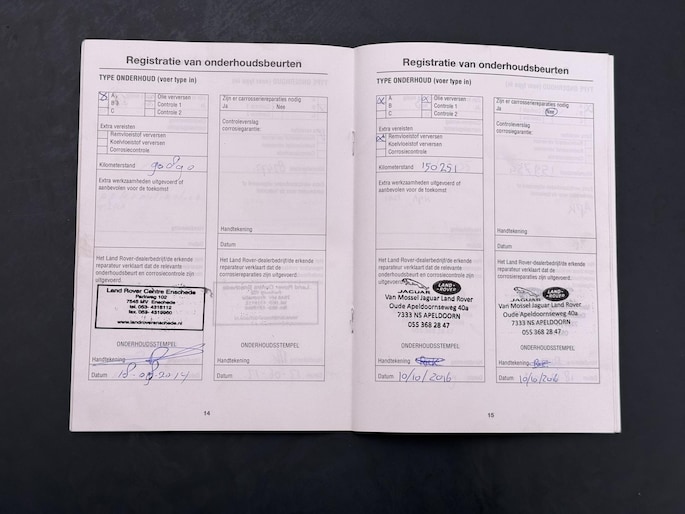 Registratie van onderhoudsbeurten
TYPE ONDERHOUD (voer type in)
A
B
C
Olie verversen
Controle 1
Controle 2
Extra vereisten
Remvloeistof verversen
Koelvloeistof verversen
Corrosiecontrole
Kilometerstand 90890
Extra werkzaamheden uitgevoerd of
aanbevolen voor de toekomst
Het Land Rover-dealerbedrijf/de erkende
reparateur verklaart dat de relevante
onderhoudsbeurt en corrosiecontrole zijn
uitgevoerd.
Land Rover Centre Enschede
Parkweg 102
7545 MV Enschede
tel. 053- 4318112
fax. 053- 4319960
www.landroverenschede.nl
ONDERHOUDSSTEMPEL
Handtekening
Datum 18.08.2014
Zijn er carrosseriereparaties nodig
Ja Nee
Controleverslag
corrosiegarantie:
Handtekening
Datum
Het Land Rover-dealerbedrijf/de erkende
reparateur verklaart dat de
corrosiereparaties zijn uitgevoerd.
ONDERHOUDSSTEMPEL
Handtekening
Datum
14
Registratie van onderhoudsbeurten
TYPE ONDERHOUD (voer type in)
A
B
C
Olie verversen
Controle 1
Controle 2
Extra vereisten
Remvloeistof verversen
Koelvloeistof verversen
Corrosiecontrole
Kilometerstand 150251
Extra werkzaamheden uitgevoerd of
aanbevolen voor de toekomst
Het Land Rover-dealerbedrijf/de erkende
reparateur verklaart dat de relevante
onderhoudsbeurt en corrosiecontrole zijn
uitgevoerd.
JAGUAR LAND ROVER
Van Mossel Jaguar Land Rover
Oude Apeldoornseweg 40a
7333 NS APELDOORN
055 368 28 47
ONDERHOUDSSTEMPEL
Handtekening
Datum 10/10/2016
Zijn er carrosseriereparaties nodig
Ja Nee
Controleverslag
corrosiegarantie:
Handtekening
Datum
Het Land Rover-dealerbedrijf/de erkende
reparateur verklaart dat de
corrosiereparaties zijn uitgevoerd.
JAGUAR LAND ROVER
Van Mossel Jaguar Land Rover
Oude Apeldoornseweg 40a
7333 NS APELDOORN
055 368 28 47
ONDERHOUDSSTEMPEL
Handtekening
Datum 10/10/2016
15